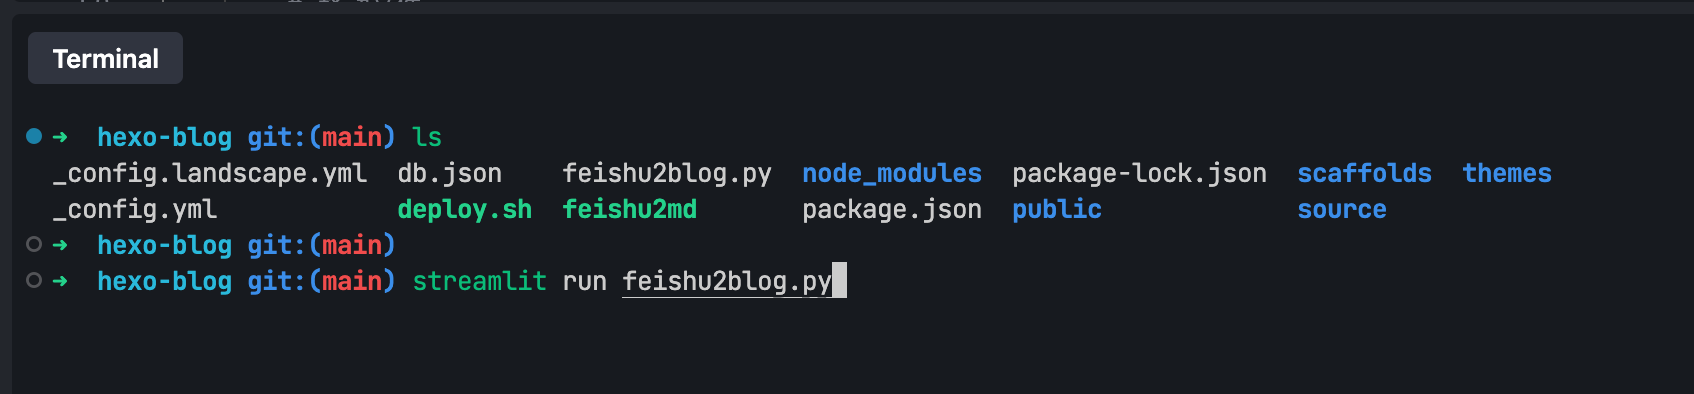 Terminal
➜  hexo-blog git:(main) ls
_config.landscape.yml  db.json    feishu2blog.py  node_modules  package-lock.json  scaffolds  themes
_config.yml            deploy.sh  feishu2md       package.json  public             source
➜  hexo-blog git:(main)
➜  hexo-blog git:(main) streamlit run feishu2blog.py